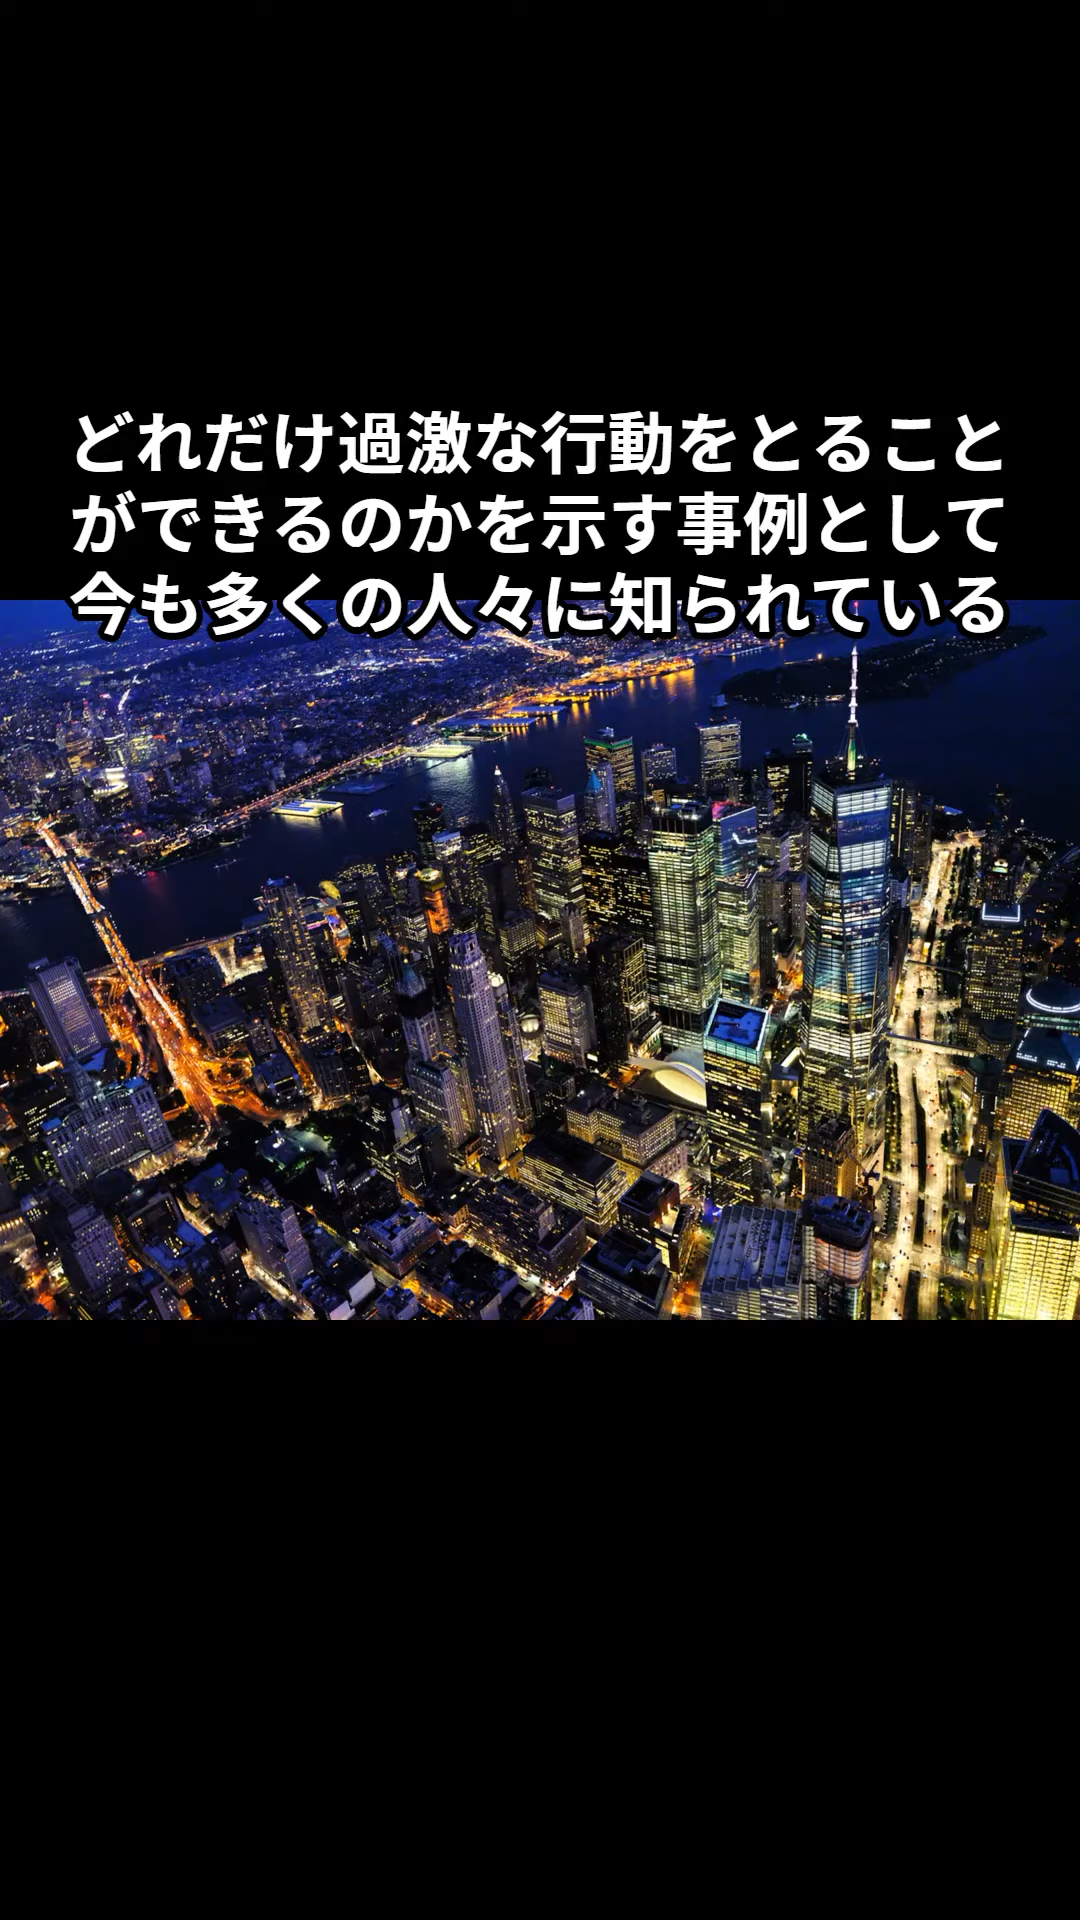 どれだけ過激な行動をとること
ができるのかを示す事例として
今も多くの人々に知られている